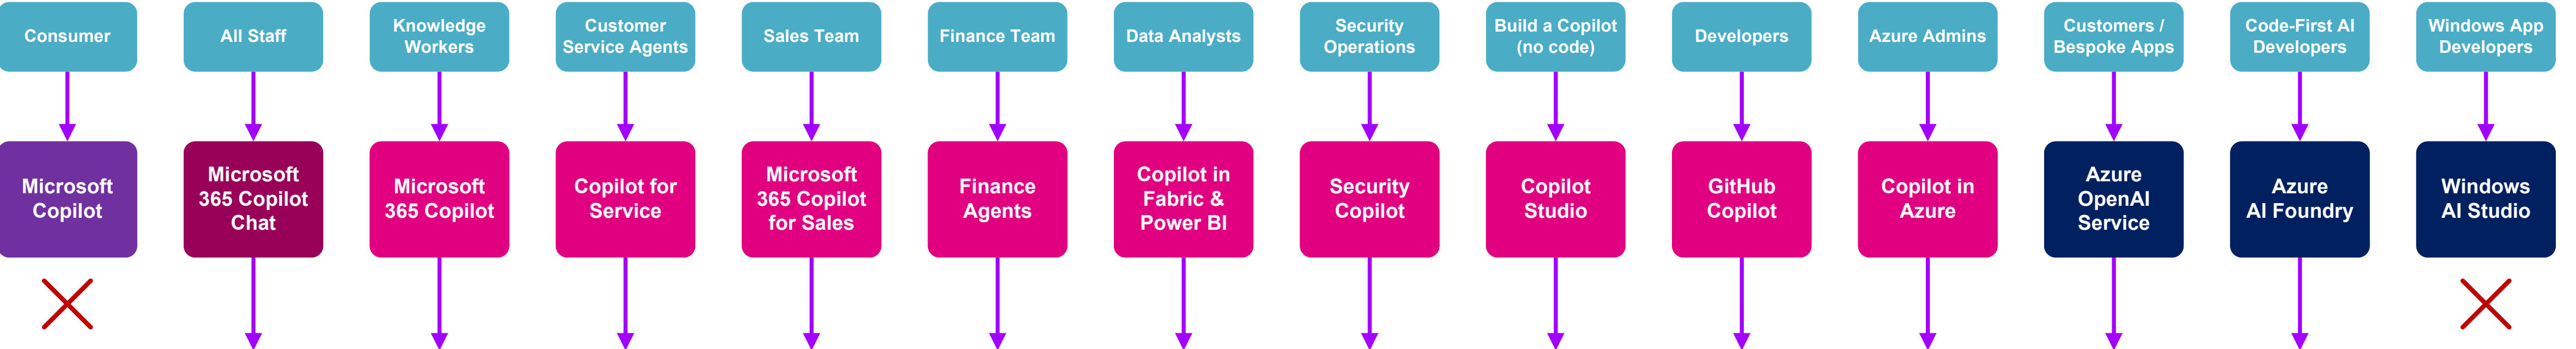 Consumer
All Staff
Knowledge
Workers
Customer
Service Agents
Sales Team
Finance Team
Data Analysts
Security
Operations
Build a Copilot
(no code)
Developers
Azure Admins
Customers /
Bespoke Apps
Code-First AI
Developers
Windows App
Developers
Microsoft
Copilot
Microsoft
365 Copilot
Chat
Microsoft
365 Copilot
Copilot for
Service
Microsoft
365 Copilot
for Sales
Finance
Agents
Copilot in
Fabric &
Power BI
Security
Copilot
Copilot
Studio
GitHub
Copilot
Copilot in
Azure
Azure
OpenAI
Service
Azure
AI Foundry
Windows
AI Studio